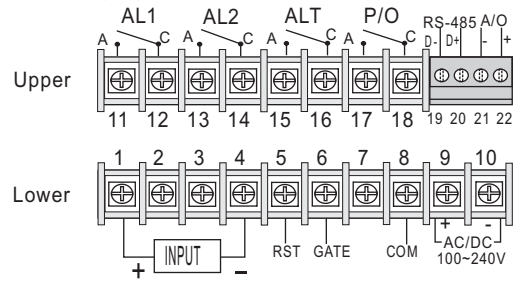 AL1 AL2 ALT P/O RS-485 A/O
A C A C A C A C D- D+ - +
Upper
11 12 13 14 15 16 17 18 19 20 21 22
1 2 3 4 5 6 7 8 9 10
Lower
+ -
INPUT RST GATE COM AC/DC
+ - 100~240V